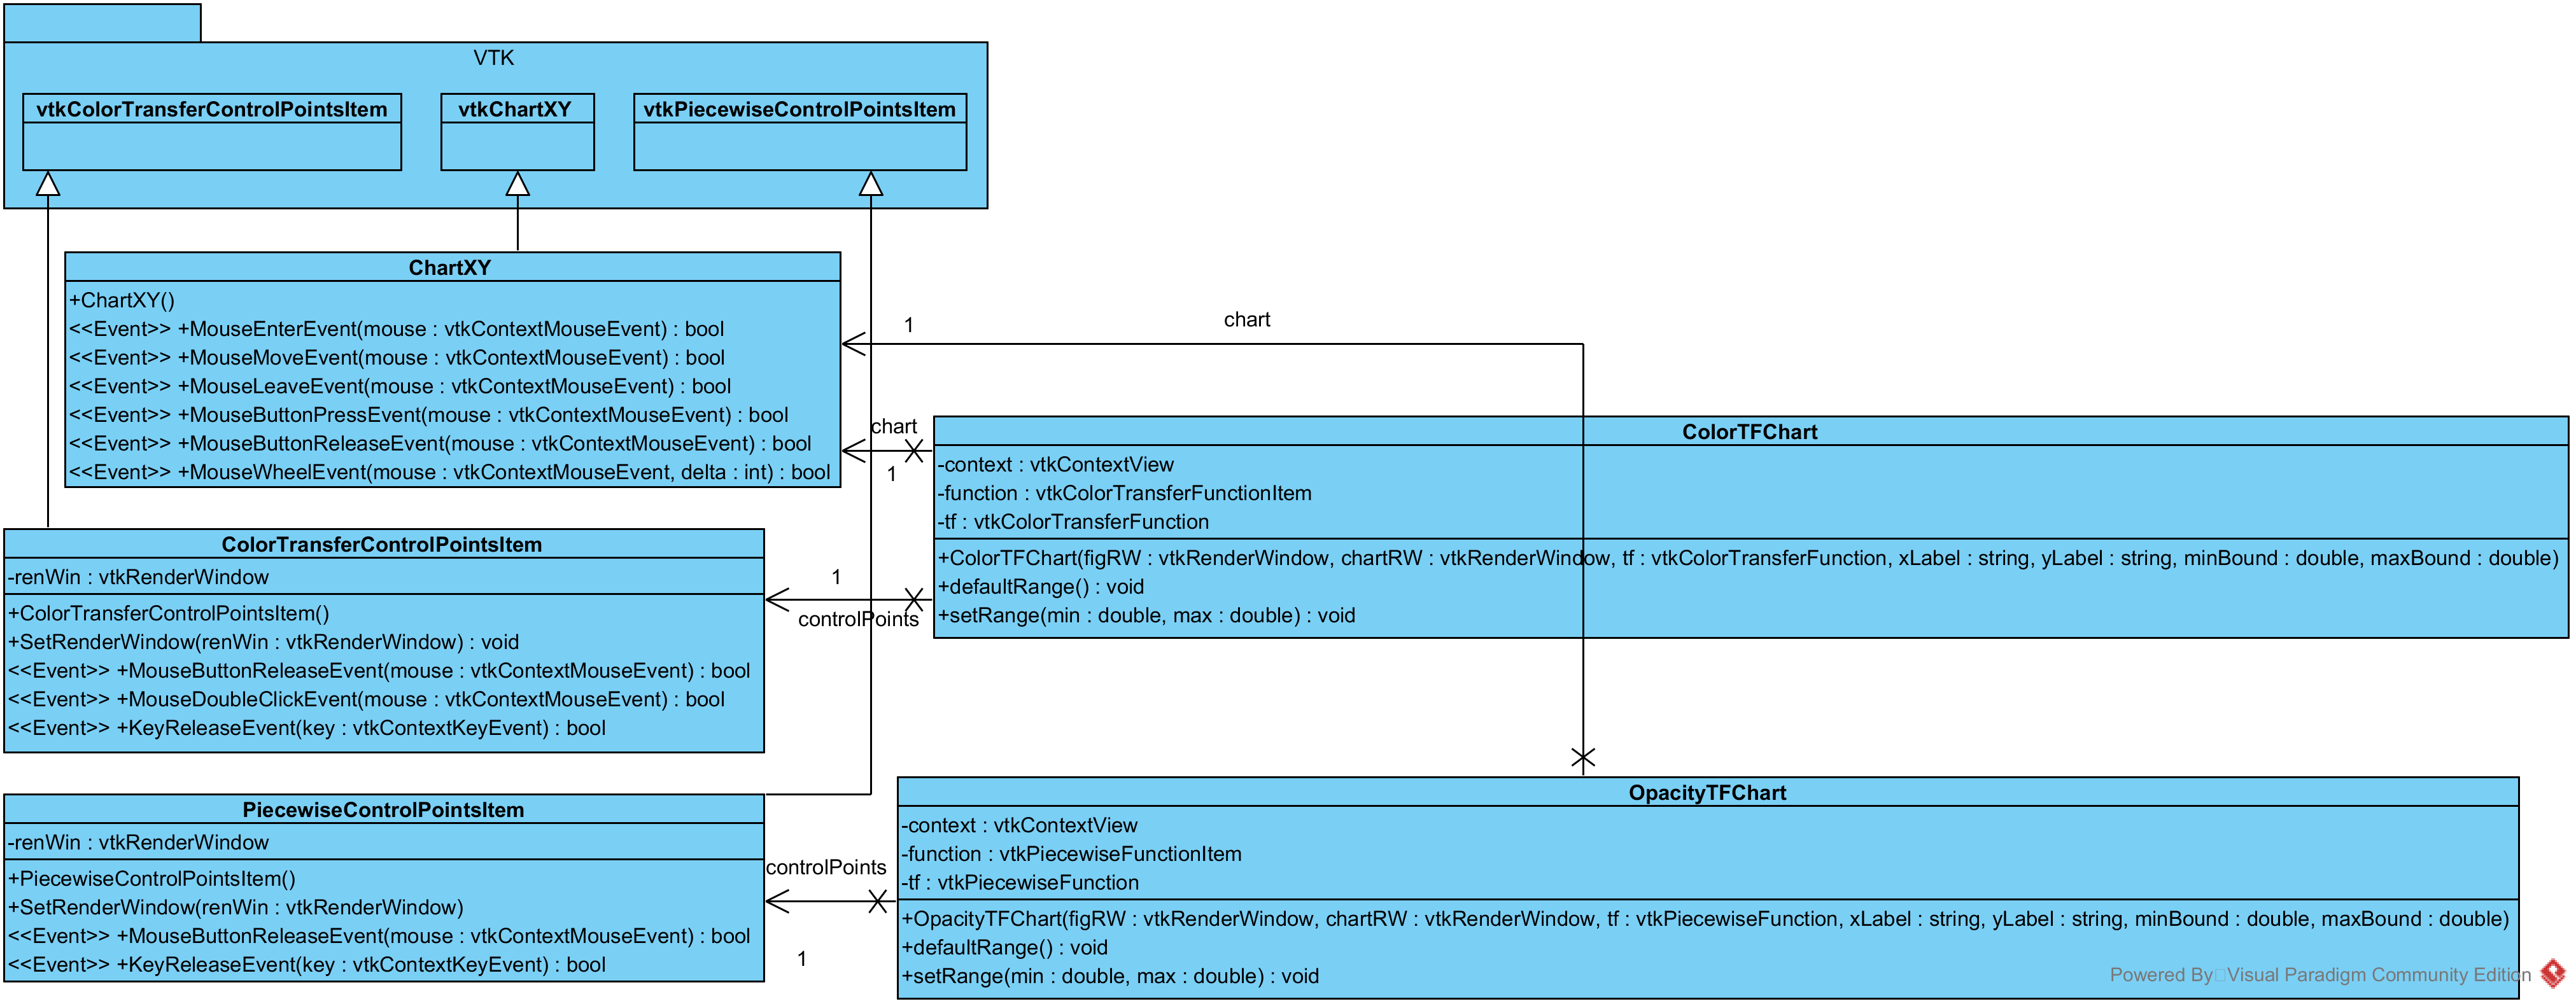 VTK
vtkColorTransferControlPointsItem
vtkChartXY
vtkPiecewiseControlPointsItem
ChartXY
+ChartXY()
<<Event>> +MouseEnterEvent(mouse : vtkContextMouseEvent) : bool
<<Event>> +MouseMoveEvent(mouse : vtkContextMouseEvent) : bool
<<Event>> +MouseLeaveEvent(mouse : vtkContextMouseEvent) : bool
<<Event>> +MouseButtonPressEvent(mouse : vtkContextMouseEvent) : bool
<<Event>> +MouseButtonReleaseEvent(mouse : vtkContextMouseEvent) : bool
<<Event>> +MouseWheelEvent(mouse : vtkContextMouseEvent, delta : int) : bool
1
chart
chart
1
ColorTFChart
-context : vtkContextView
-function : vtkColorTransferFunctionItem
-tf : vtkColorTransferFunction
+ColorTFChart(figRW : vtkRenderWindow, chartRW : vtkRenderWindow, tf : vtkColorTransferFunction, xLabel : string, yLabel : string, minBound : double, maxBound : double)
+defaultRange() : void
+setRange(min : double, max : double) : void
ColorTransferControlPointsItem
-renWin : vtkRenderWindow
+ColorTransferControlPointsItem()
+SetRenderWindow(renWin : vtkRenderWindow) : void
<<Event>> +MouseButtonReleaseEvent(mouse : vtkContextMouseEvent) : bool
<<Event>> +MouseDoubleClickEvent(mouse : vtkContextMouseEvent) : bool
<<Event>> +KeyReleaseEvent(key : vtkContextKeyEvent) : bool
1
controlPoints
PiecewiseControlPointsItem
-renWin : vtkRenderWindow
+PiecewiseControlPointsItem()
+SetRenderWindow(renWin : vtkRenderWindow)
<<Event>> +MouseButtonReleaseEvent(mouse : vtkContextMouseEvent) : bool
<<Event>> +KeyReleaseEvent(key : vtkContextKeyEvent) : bool
controlPoints
1
OpacityTFChart
-context : vtkContextView
-function : vtkPiecewiseFunctionItem
-tf : vtkPiecewiseFunction
+OpacityTFChart(figRW : vtkRenderWindow, chartRW : vtkRenderWindow, tf : vtkPiecewiseFunction, xLabel : string, yLabel : string, minBound : double, maxBound : double)
+defaultRange() : void
+setRange(min : double, max : double) : void
Powered By Visual Paradigm Community Edition